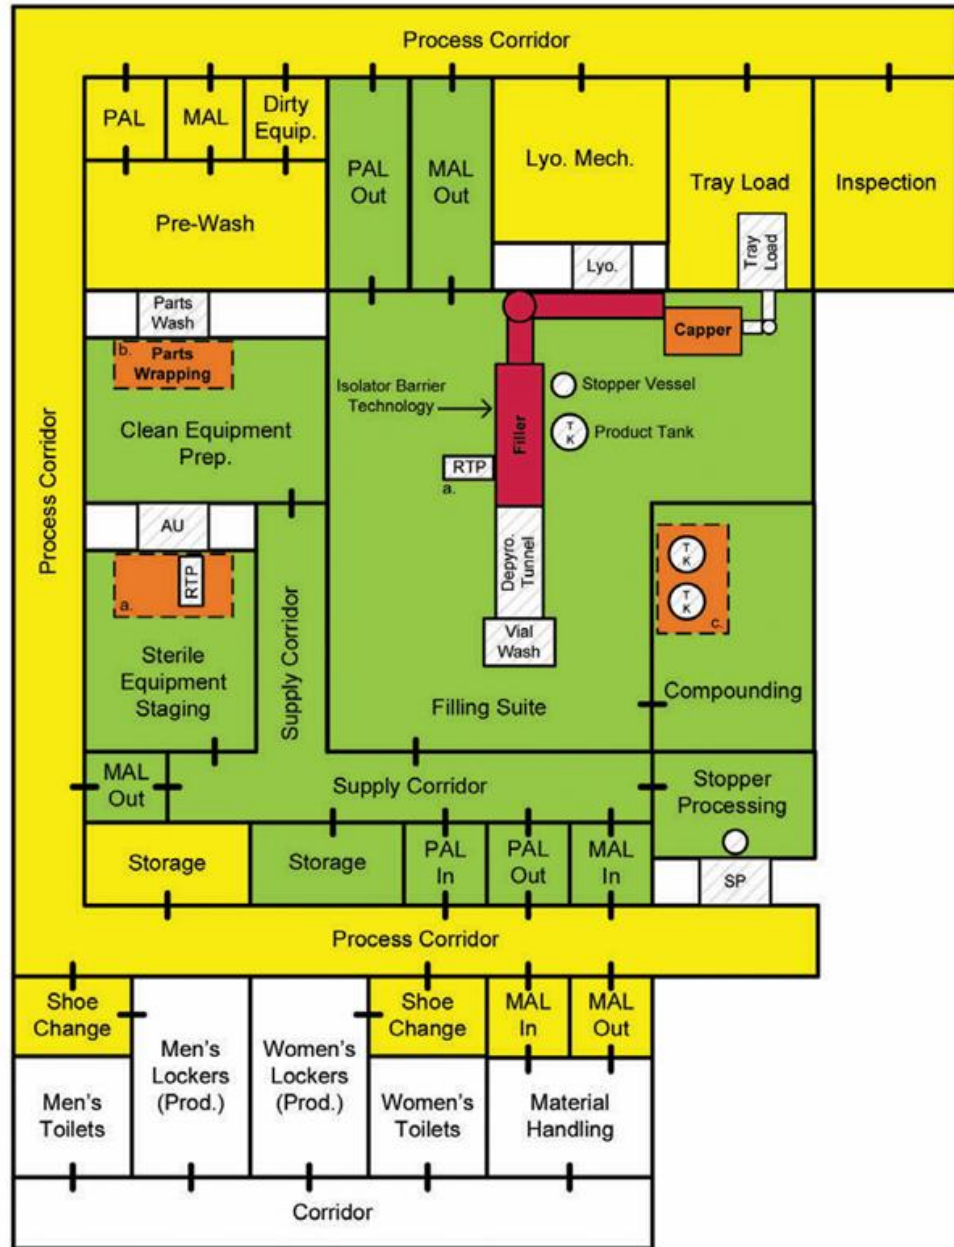 Process Corridor
PAL
MAL
Dirty
Equip.
PAL
Out
MAL
Out
Lyo. Mech.
Tray Load
Inspection
Pre-Wash
Tray
Load
Lyo.
Parts
Wash
Capper
b.
Parts
Wrapping
Isolator Barrier
Technology
Stopper Vessel
Filler
T
K
Product Tank
Clean Equipment
Prep.
RTP
a.
Process Corridor
AU
Depyro.
Tunnel
T
K
T
K
c.
RTP
a.
Supply Corridor
Vial
Wash
Sterile
Equipment
Staging
Filling Suite
Compounding
MAL
Out
Supply Corridor
Stopper
Processing
Storage
Storage
PAL
In
PAL
Out
MAL
In
SP
Process Corridor
Shoe
Change
Men's
Lockers
(Prod.)
Women's
Lockers
(Prod.)
Shoe
Change
MAL
In
MAL
Out
Men's
Toilets
Women's
Toilets
Material
Handling
Corridor